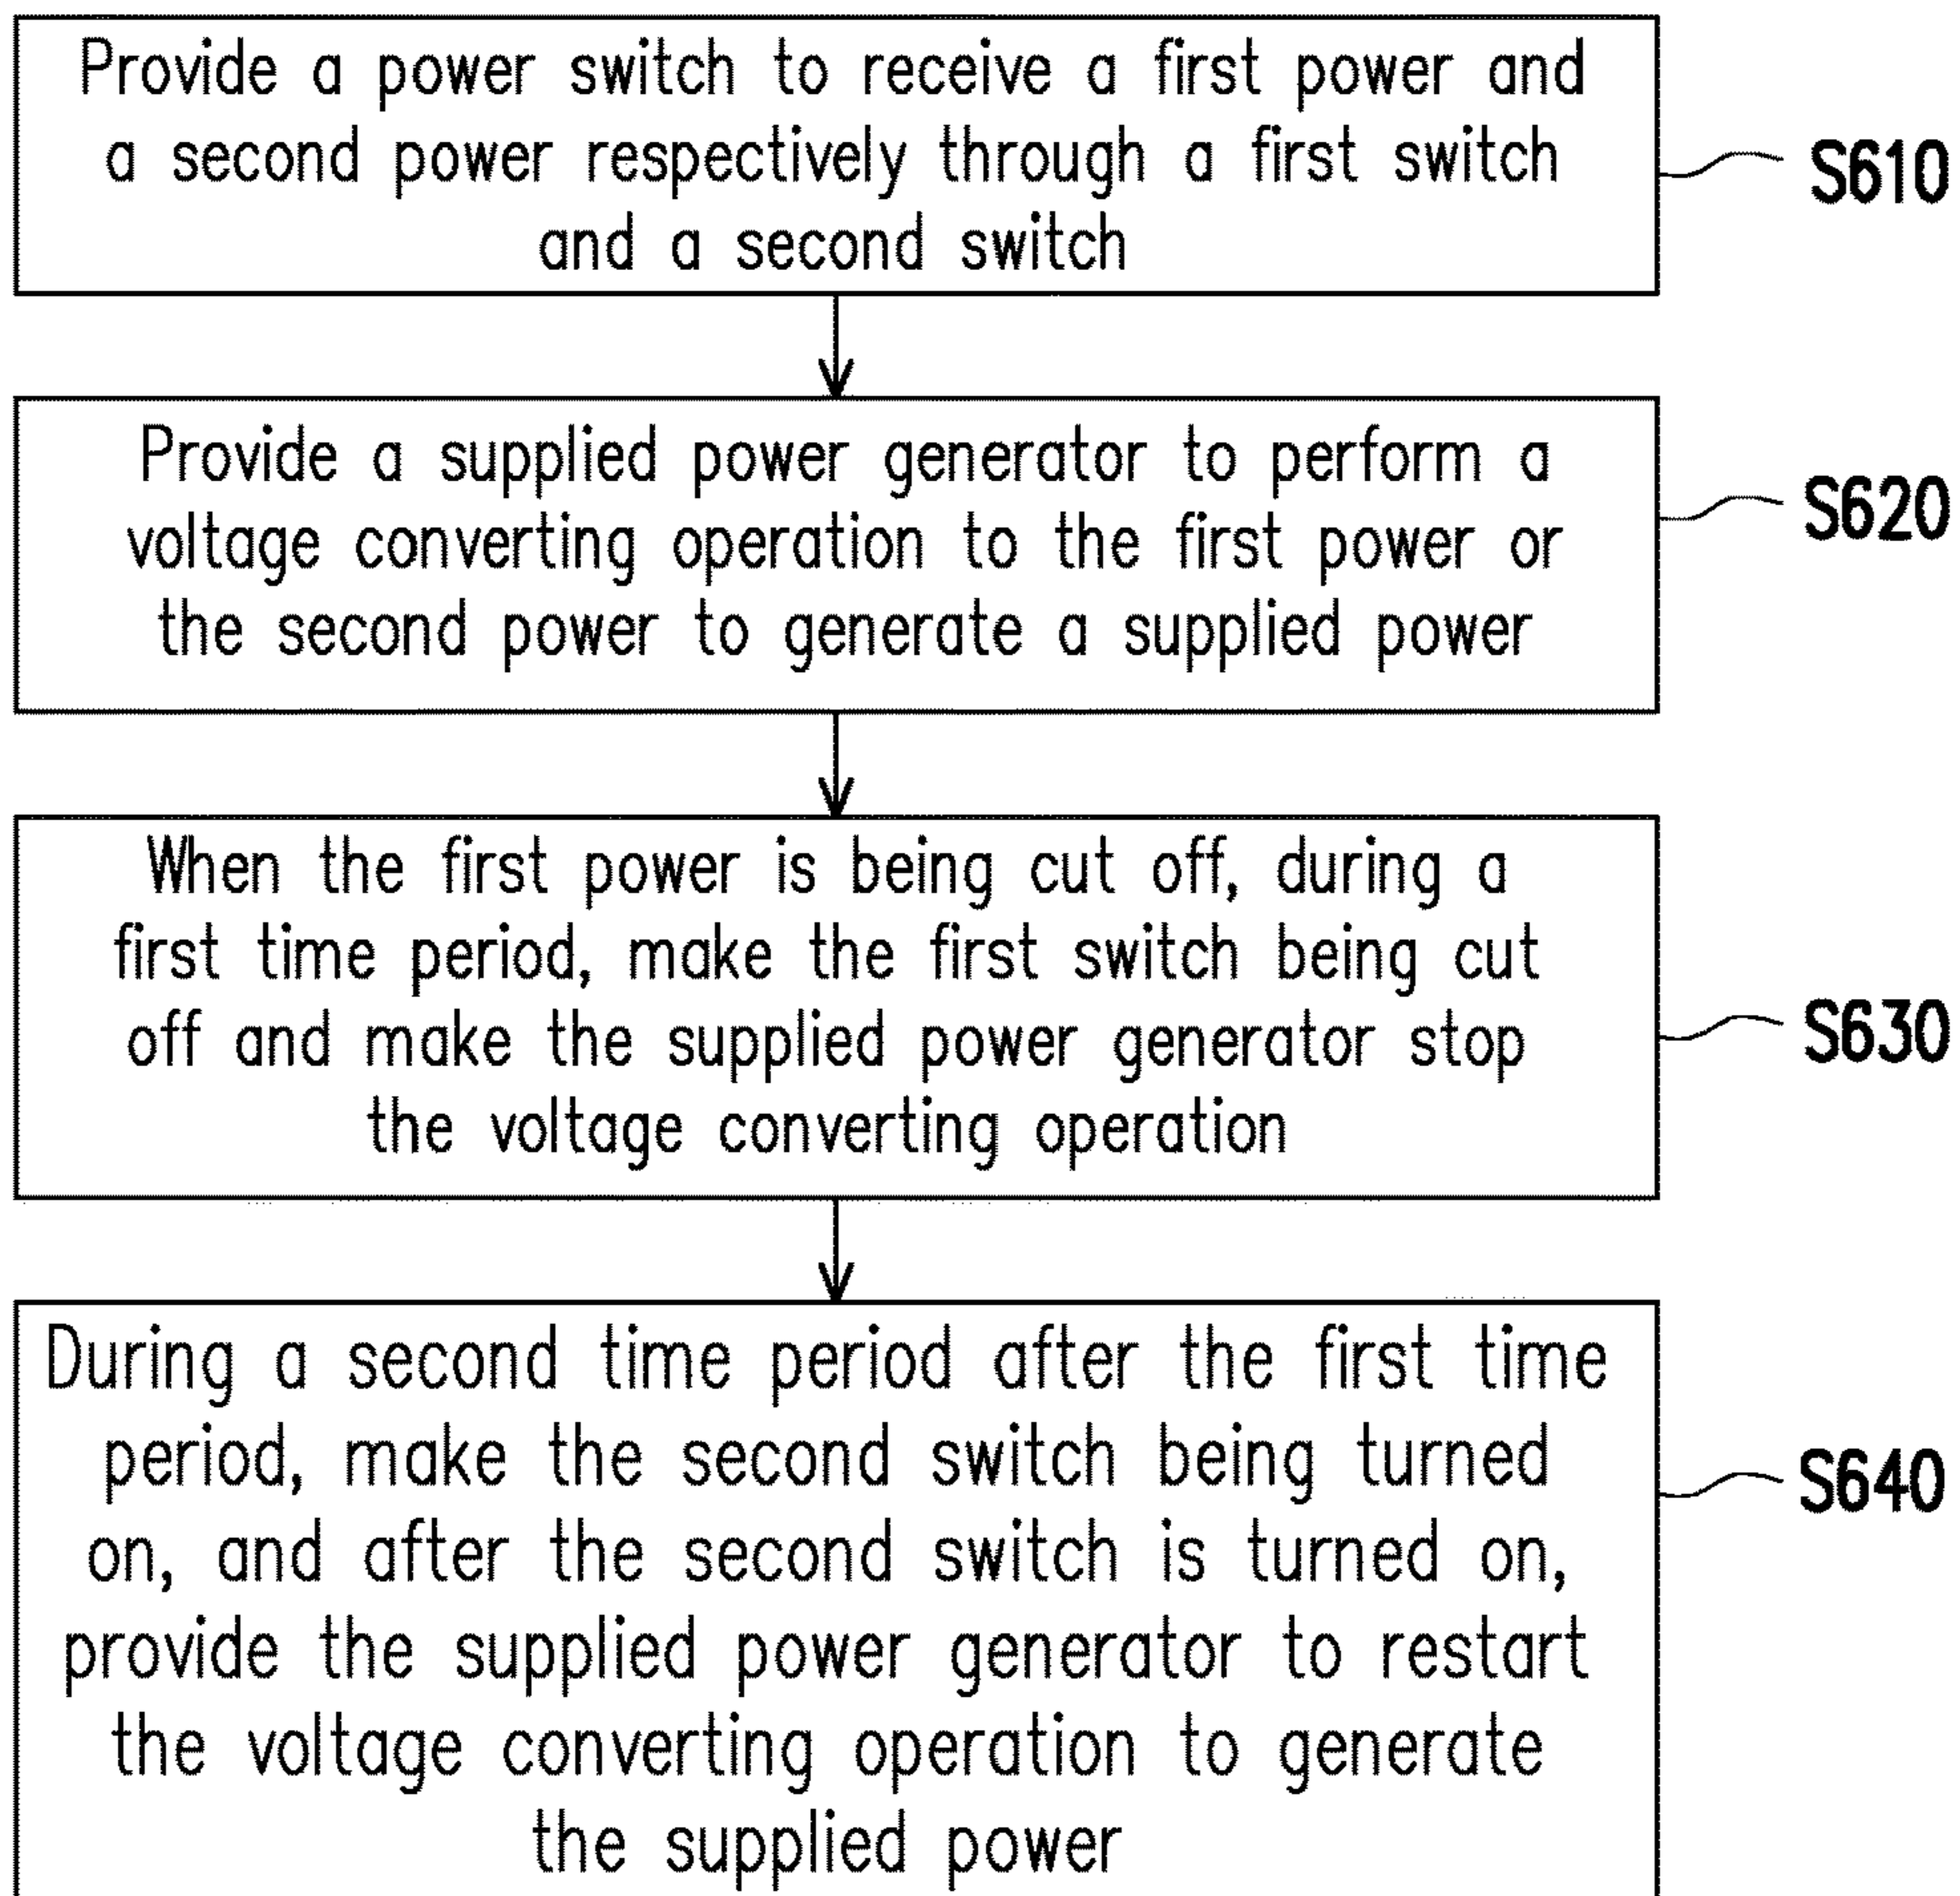 Provide a power switch to receive a first power and
a second power respectively through a first switch
and a second switch
S610
Provide a supplied power generator to perform a
voltage converting operation to the first power or
the second power to generate a supplied power
S620
When the first power is being cut off, during a
first time period, make the first switch being cut
off and make the supplied power generator stop
the voltage converting operation
S630
During a second time period after the first time
period, make the second switch being turned
on, and after the second switch is turned on,
provide the supplied power generator to restart
the voltage converting operation to generate
the supplied power
S640